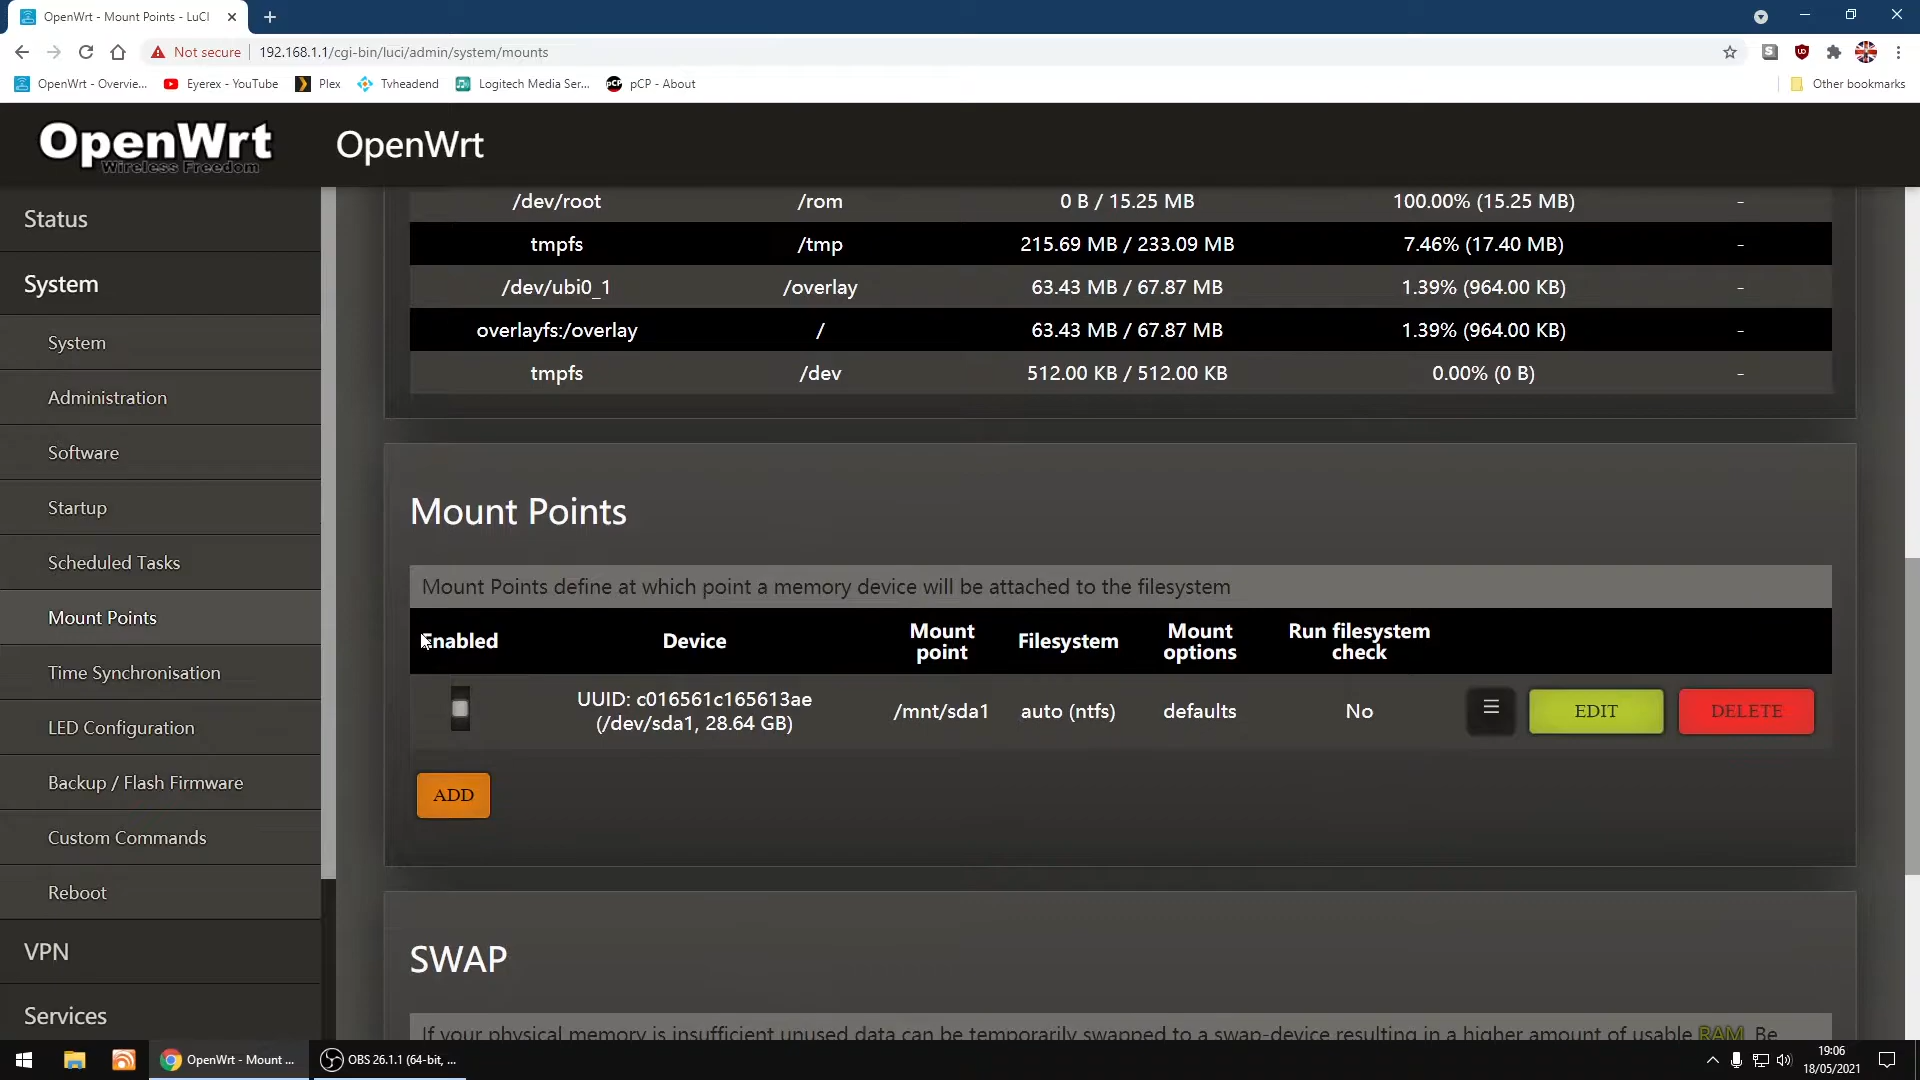 OpenWrt - Mount Points - LuCI
Not secure
192.168.1.1/cgi-bin/luci/admin/system/mounts
OpenWrt - Overvie...
Eyerex - YouTube
Plex
Tvheadend
Logitech Media Ser...
pCP
pCP - About
Other bookmarks
OpenWrt
Wireless Freedom
OpenWrt
Status
System
System
Administration
Software
Startup
Scheduled Tasks
Mount Points
Time Synchronisation
LED Configuration
Backup / Flash Firmware
Custom Commands
Reboot
VPN
Services
/dev/root /rom 0 B / 15.25 MB 100.00% (15.25 MB) -
tmpfs /tmp 215.69 MB / 233.09 MB 7.46% (17.40 MB) -
/dev/ubi0_1 /overlay 63.43 MB / 67.87 MB 1.39% (964.00 KB) -
overlayfs:/overlay / 63.43 MB / 67.87 MB 1.39% (964.00 KB) -
tmpfs /dev 512.00 KB / 512.00 KB 0.00% (0 B) -
Mount Points
Mount Points define at which point a memory device will be attached to the filesystem
Enabled Device Mount point Filesystem Mount options Run filesystem check
UUID: c016561c165613ae
(/dev/sda1, 28.64 GB) /mnt/sda1 auto (ntfs) defaults No ☰ EDIT DELETE
ADD
SWAP
If your physical memory is insufficient unused data can be temporarily swapped to a swap-device resulting in a higher amount of usable RAM. Be
OpenWrt - Mount ...
OBS 26.1.1 (64-bit, ...
19:06
18/05/2021